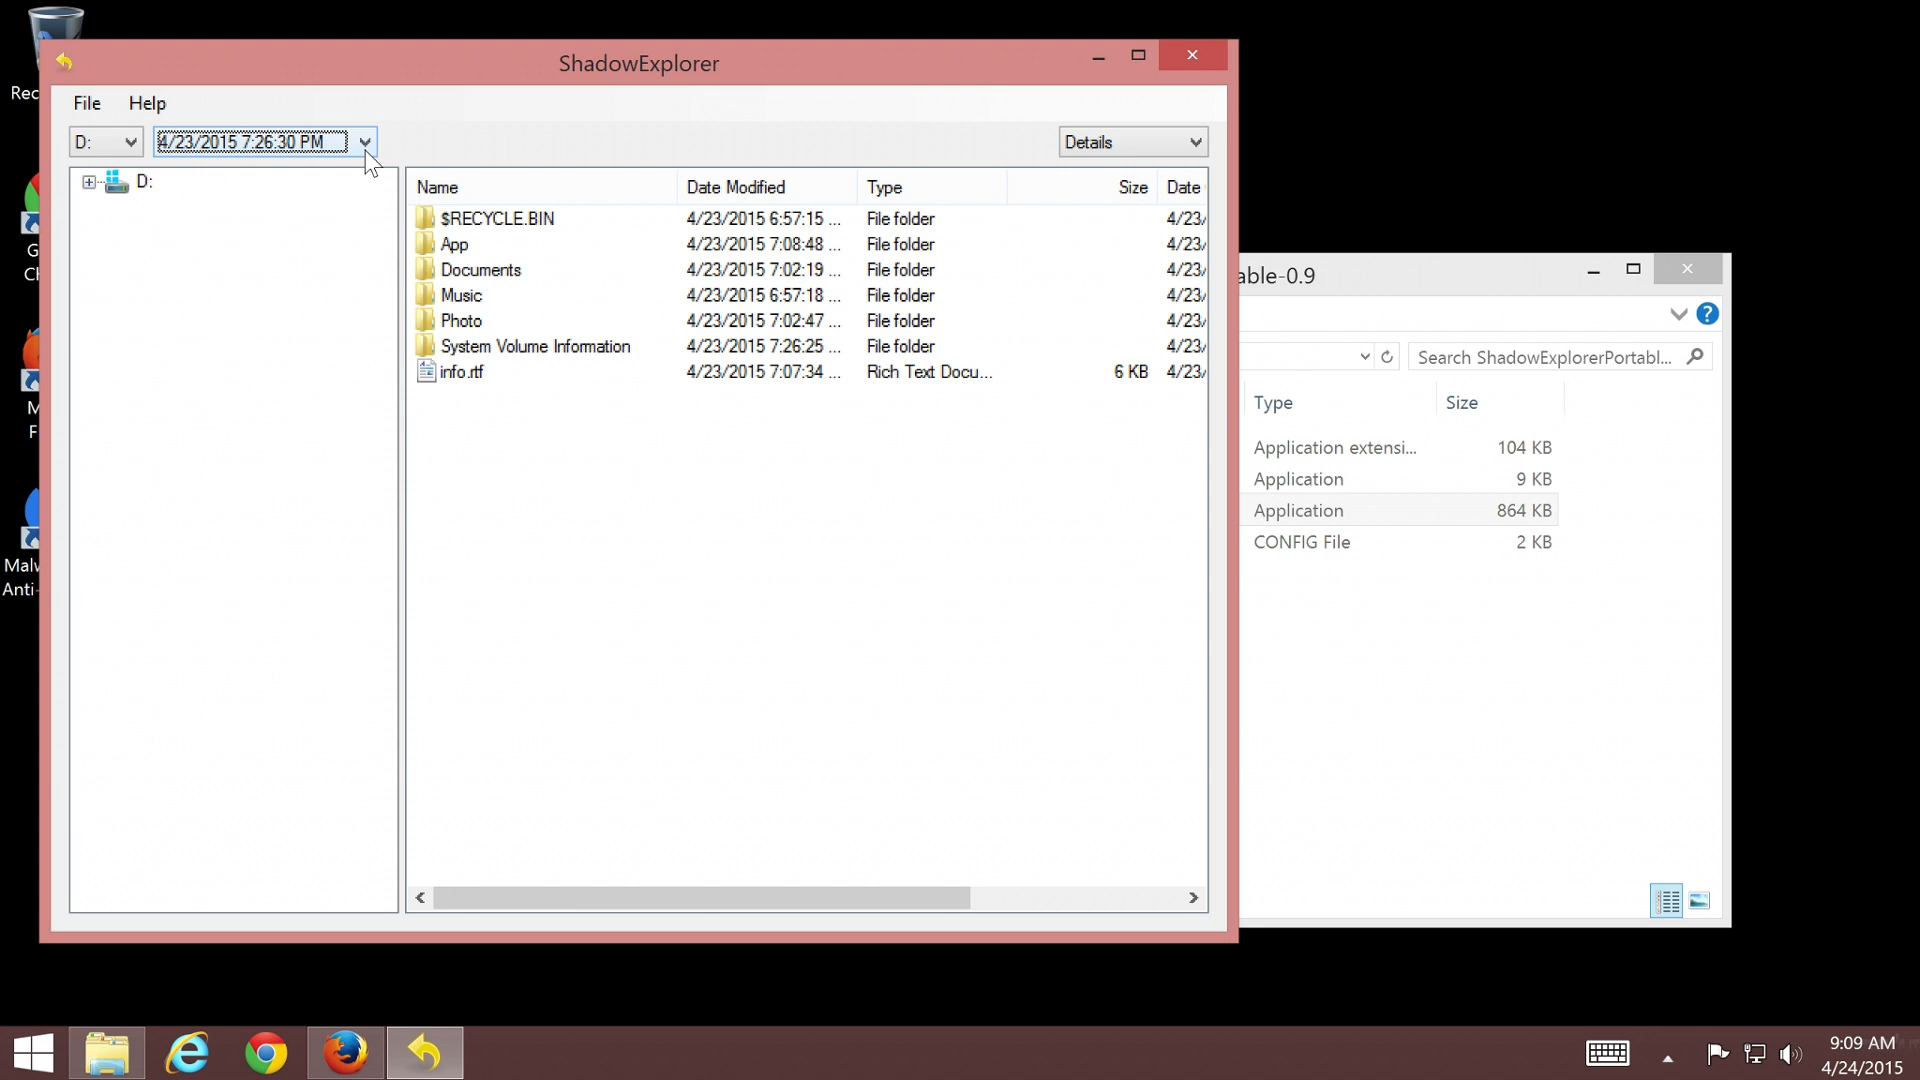 Rec
ShadowExplorer
File Help
D: 4/23/2015 7:26:30 PM Details
D:
Name Date Modified Type Size Date
$RECYCLE.BIN 4/23/2015 6:57:15 ... File folder 4/23/
App 4/23/2015 7:08:48 ... File folder 4/23/
Documents 4/23/2015 7:02:19 ... File folder 4/23/
Music 4/23/2015 6:57:18 ... File folder 4/23/
Photo 4/23/2015 7:02:47 ... File folder 4/23/
System Volume Information 4/23/2015 7:26:25 ... File folder 4/23/
info.rtf 4/23/2015 7:07:34 ... Rich Text Docu... 6 KB 4/23/
G
Ch
M
F
Malw
Anti-
able-0.9
Search ShadowExplorerPortabl...
Type Size
Application extensi... 104 KB
Application 9 KB
Application 864 KB
CONFIG File 2 KB
9:09 AM
4/24/2015